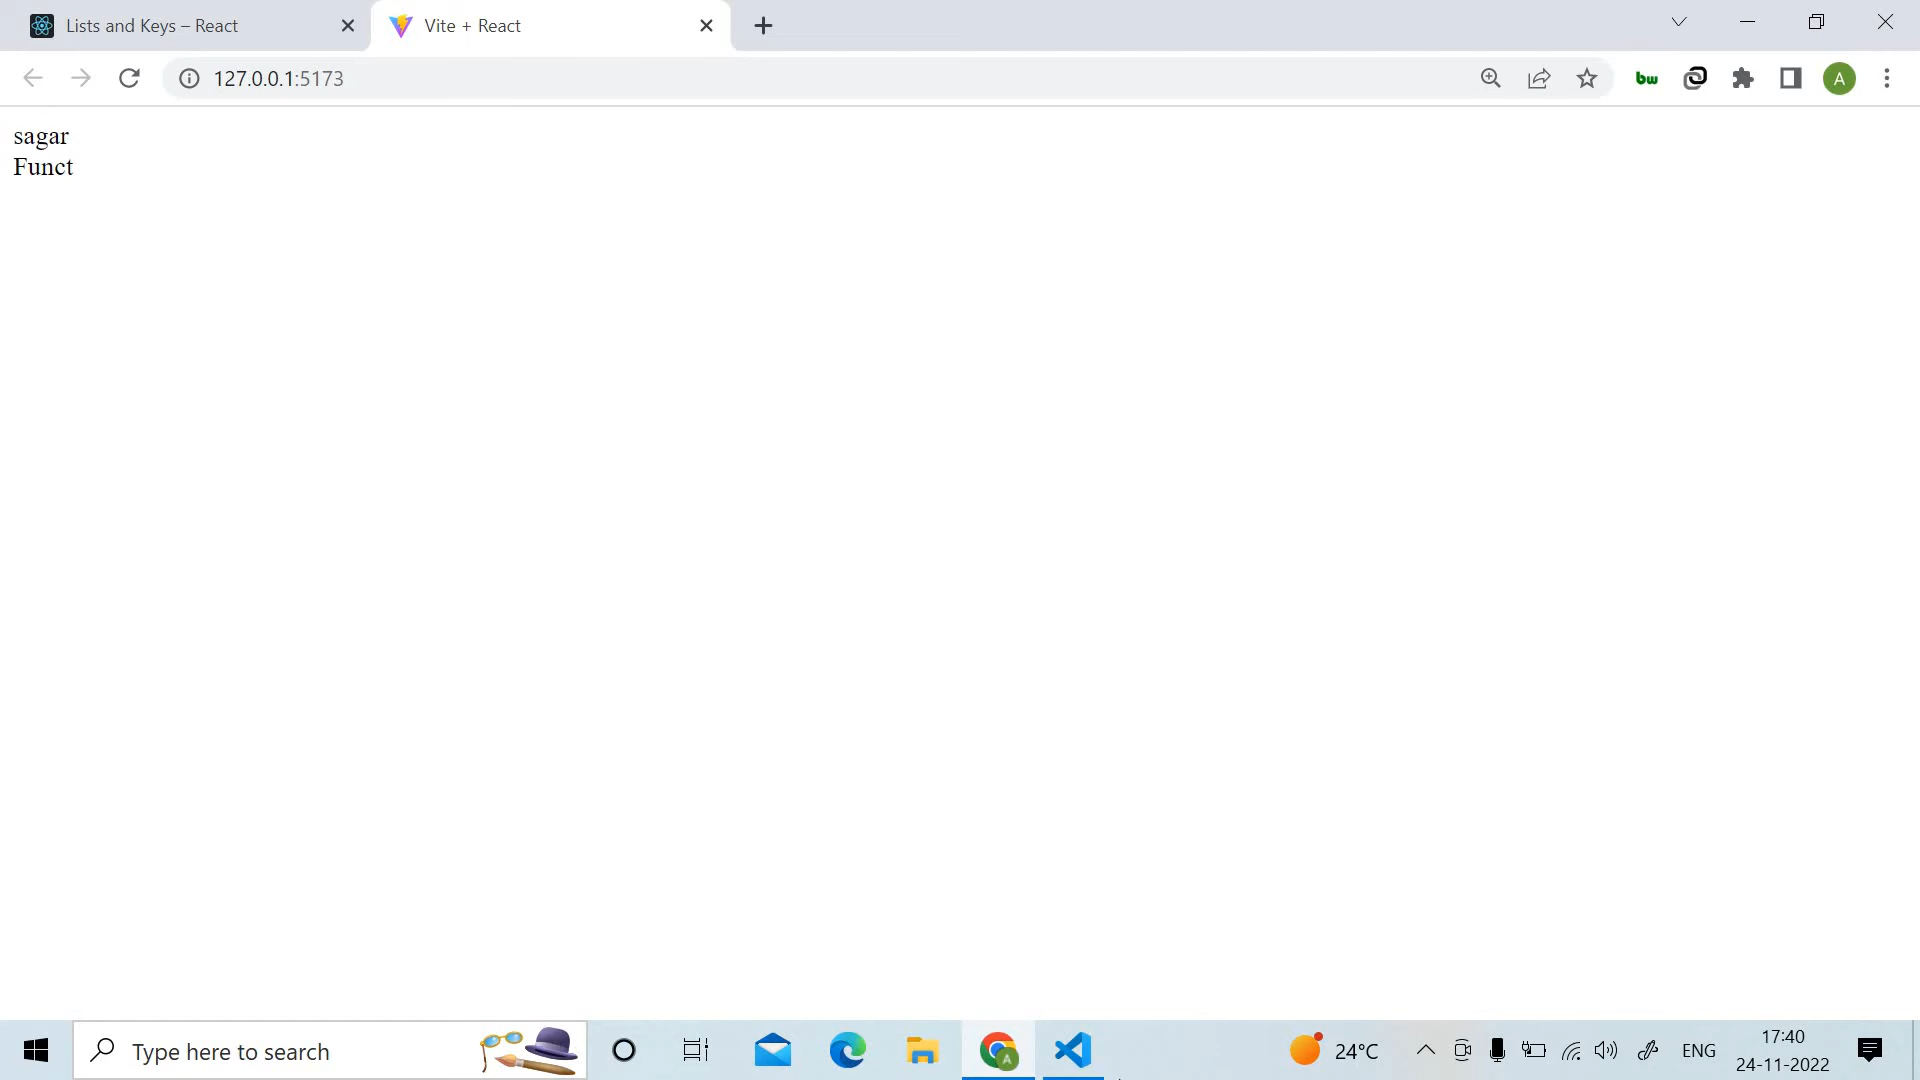 Lists and Keys – React
Vite + React
127.0.0.1:5173
bw
A
sagar
Funct
Type here to search
A
24°C
ENG
17:40
24-11-2022